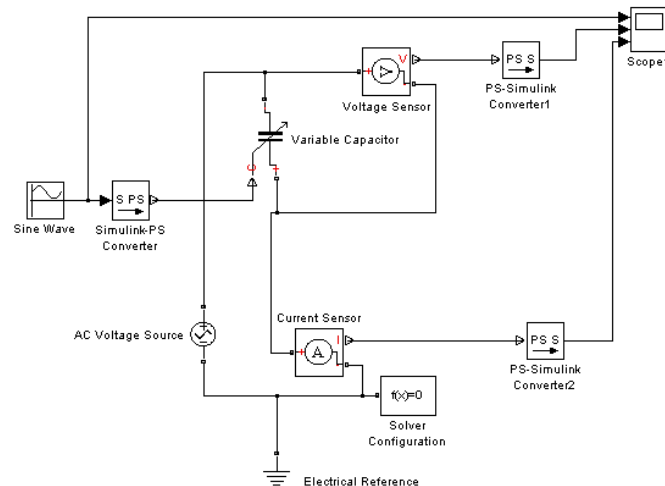 V
PS S
Scope1
PS-Simulink
Converter1
Voltage Sensor
Variable Capacitor
C
S PS
Sine Wave
Simulink-PS
Converter
Current Sensor
AC Voltage Source
A
I
PS S
PS-Simulink
Converter2
f(x)=0
Solver
Configuration
Electrical Reference